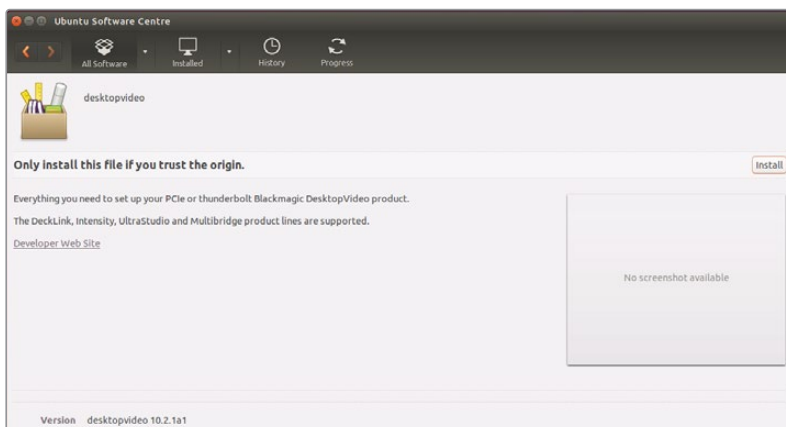 Ubuntu Software Centre
All Software
Installed
History
Progress
desktopvideo
Only install this file if you trust the origin.
Install
Everything you need to set up your PCIe or thunderbolt Blackmagic DesktopVideo product.
The DeckLink, Intensity, UltraStudio and Multibridge product lines are supported.
Developer Web Site
No screenshot available
Version desktopvideo 10.2.1a1